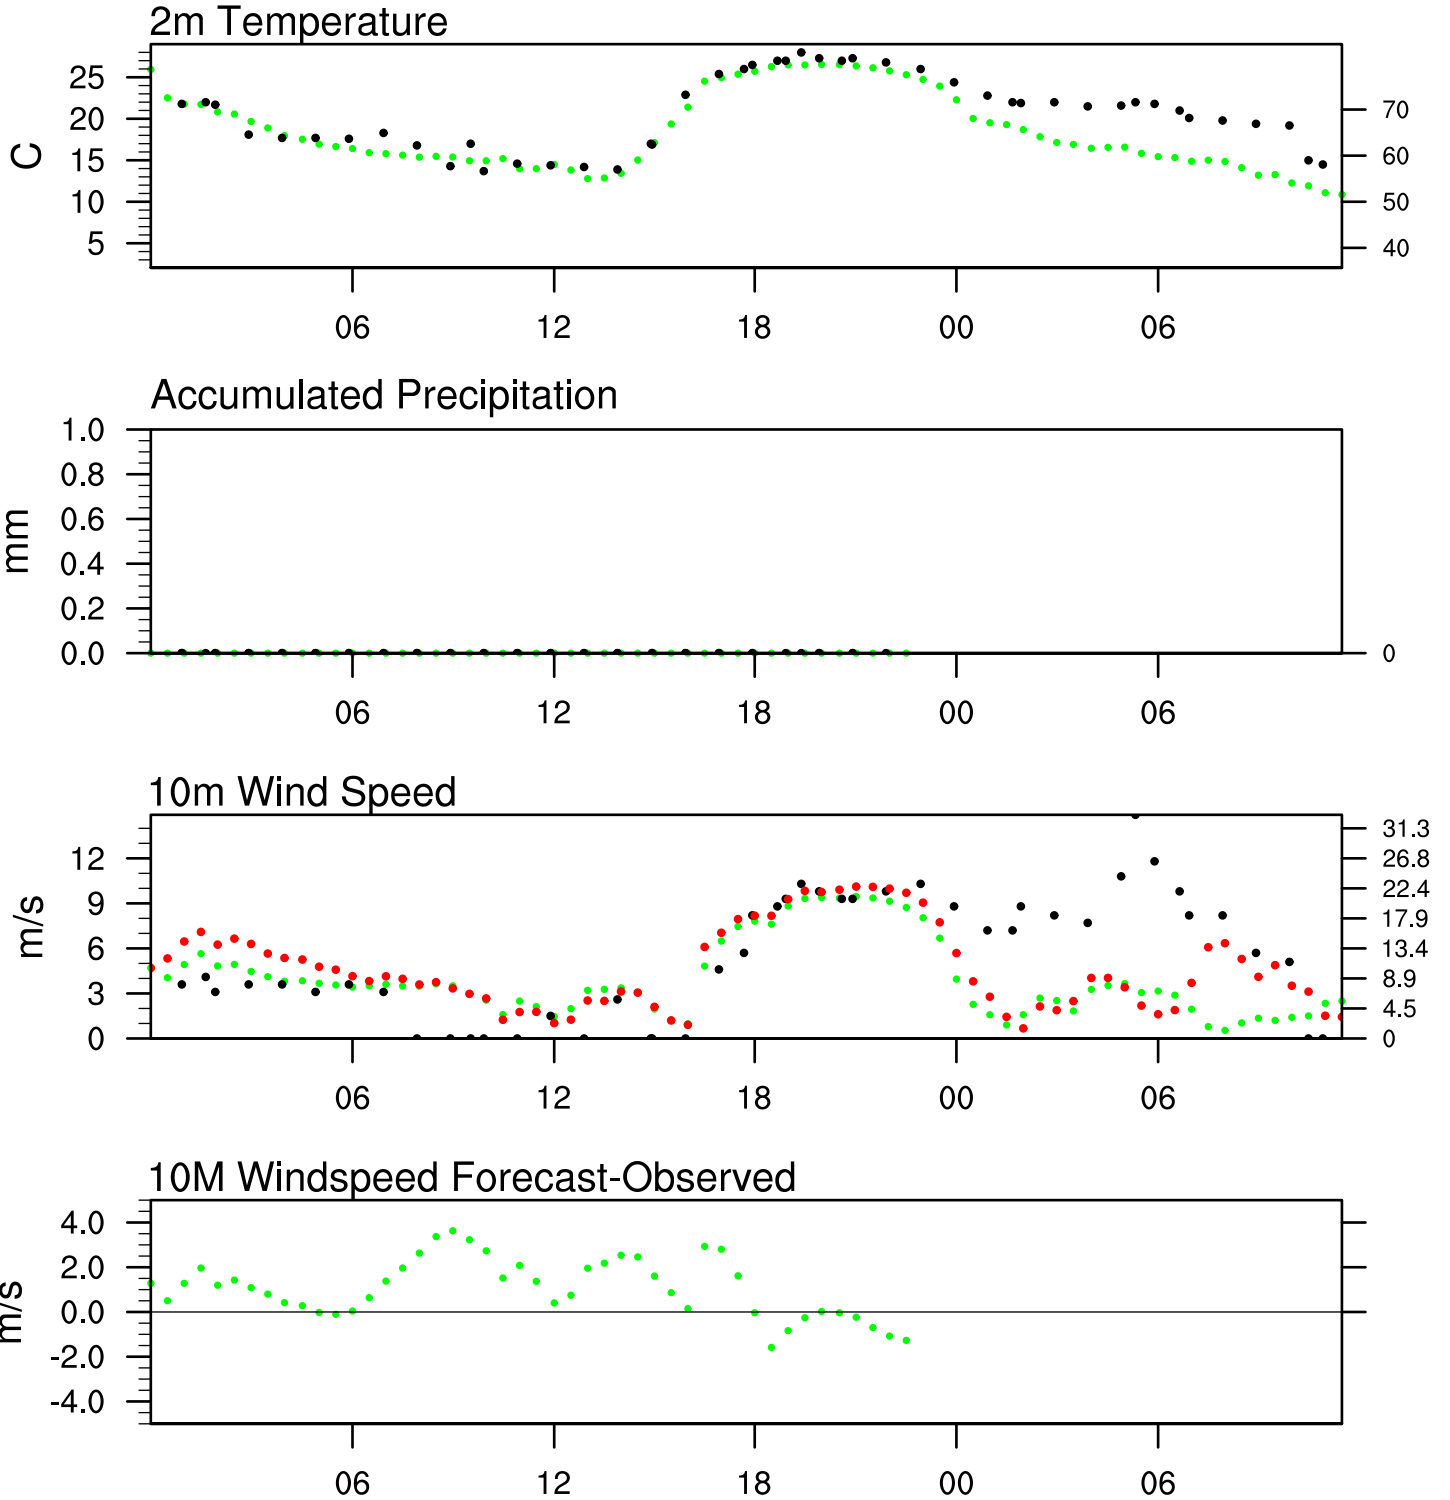 2m Temperature
25
20
15
10
5
C
70
60
50
40
06 12 18 00 06
Accumulated Precipitation
1.0
0.8
0.6
0.4
0.2
0.0
mm
0
06 12 18 00 06
10m Wind Speed
12
9
6
3
0
m/s
31.3
26.8
22.4
17.9
13.4
8.9
4.5
0
06 12 18 00 06
10M Windspeed Forecast-Observed
4.0
2.0
0.0
-2.0
-4.0
m/s
06 12 18 00 06